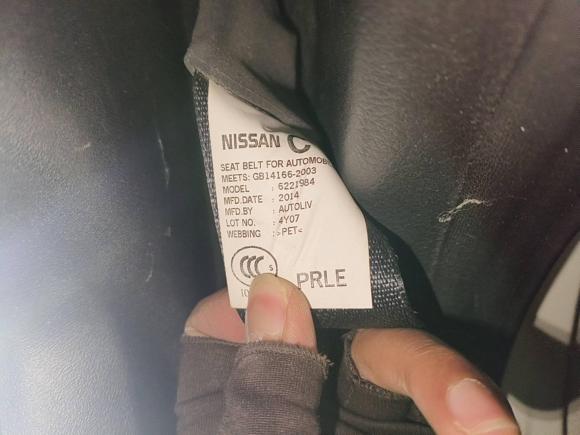 NISSAN C
SEAT BELT FOR AUTOMOB
MEETS: GB14166-2003
MODEL : 6221984
MFD.DATE : 2014
MFD.BY : AUTOLIV
LOT NO. : 4Y07
WEBBING : >PET<
CCC S
PRLE